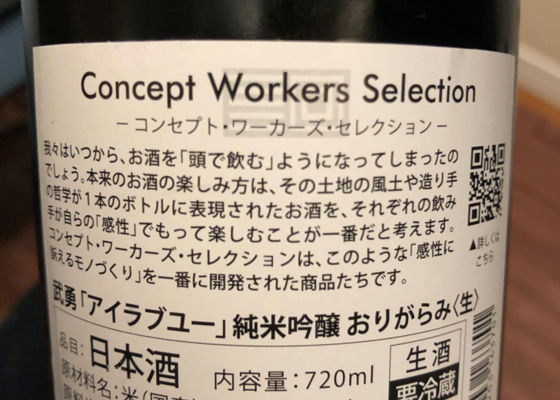 Concept Workers Selection
－コンセプト・ワーカーズ・セレクション－
我々はいつから、お酒を「頭で飲む」ようになってしまったの
でしょう。本来のお酒の楽しみ方は、その土地の風土や造り手
の哲学が1本のボトルに表現されたお酒を、それぞれの飲み
手が自らの「感性」でもって楽しむことが一番だと考えます。
コンセプト・ワーカーズ・セレクションは、このような「感性に
訴えるモノづくり」を一番に開発された商品たちです。
▲詳しくは
こちら
武勇「アイラブユー」純米吟醸 おりがらみ〈生〉
品目：日本酒 内容量：720ml
生酒
要冷蔵
原材料名：米（国産